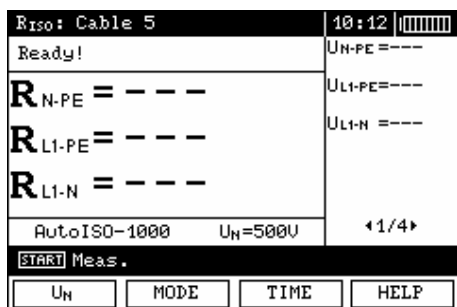 RISO: Cable 5
10:12
Ready!
RN-PE = ---
RL1-PE= ---
RL1-N = ---
UN-PE =---
UL1-PE=---
UL1-N =---
AutoISO-1000 UN=500V
◂1/4▸
START Meas.
UN MODE TIME HELP